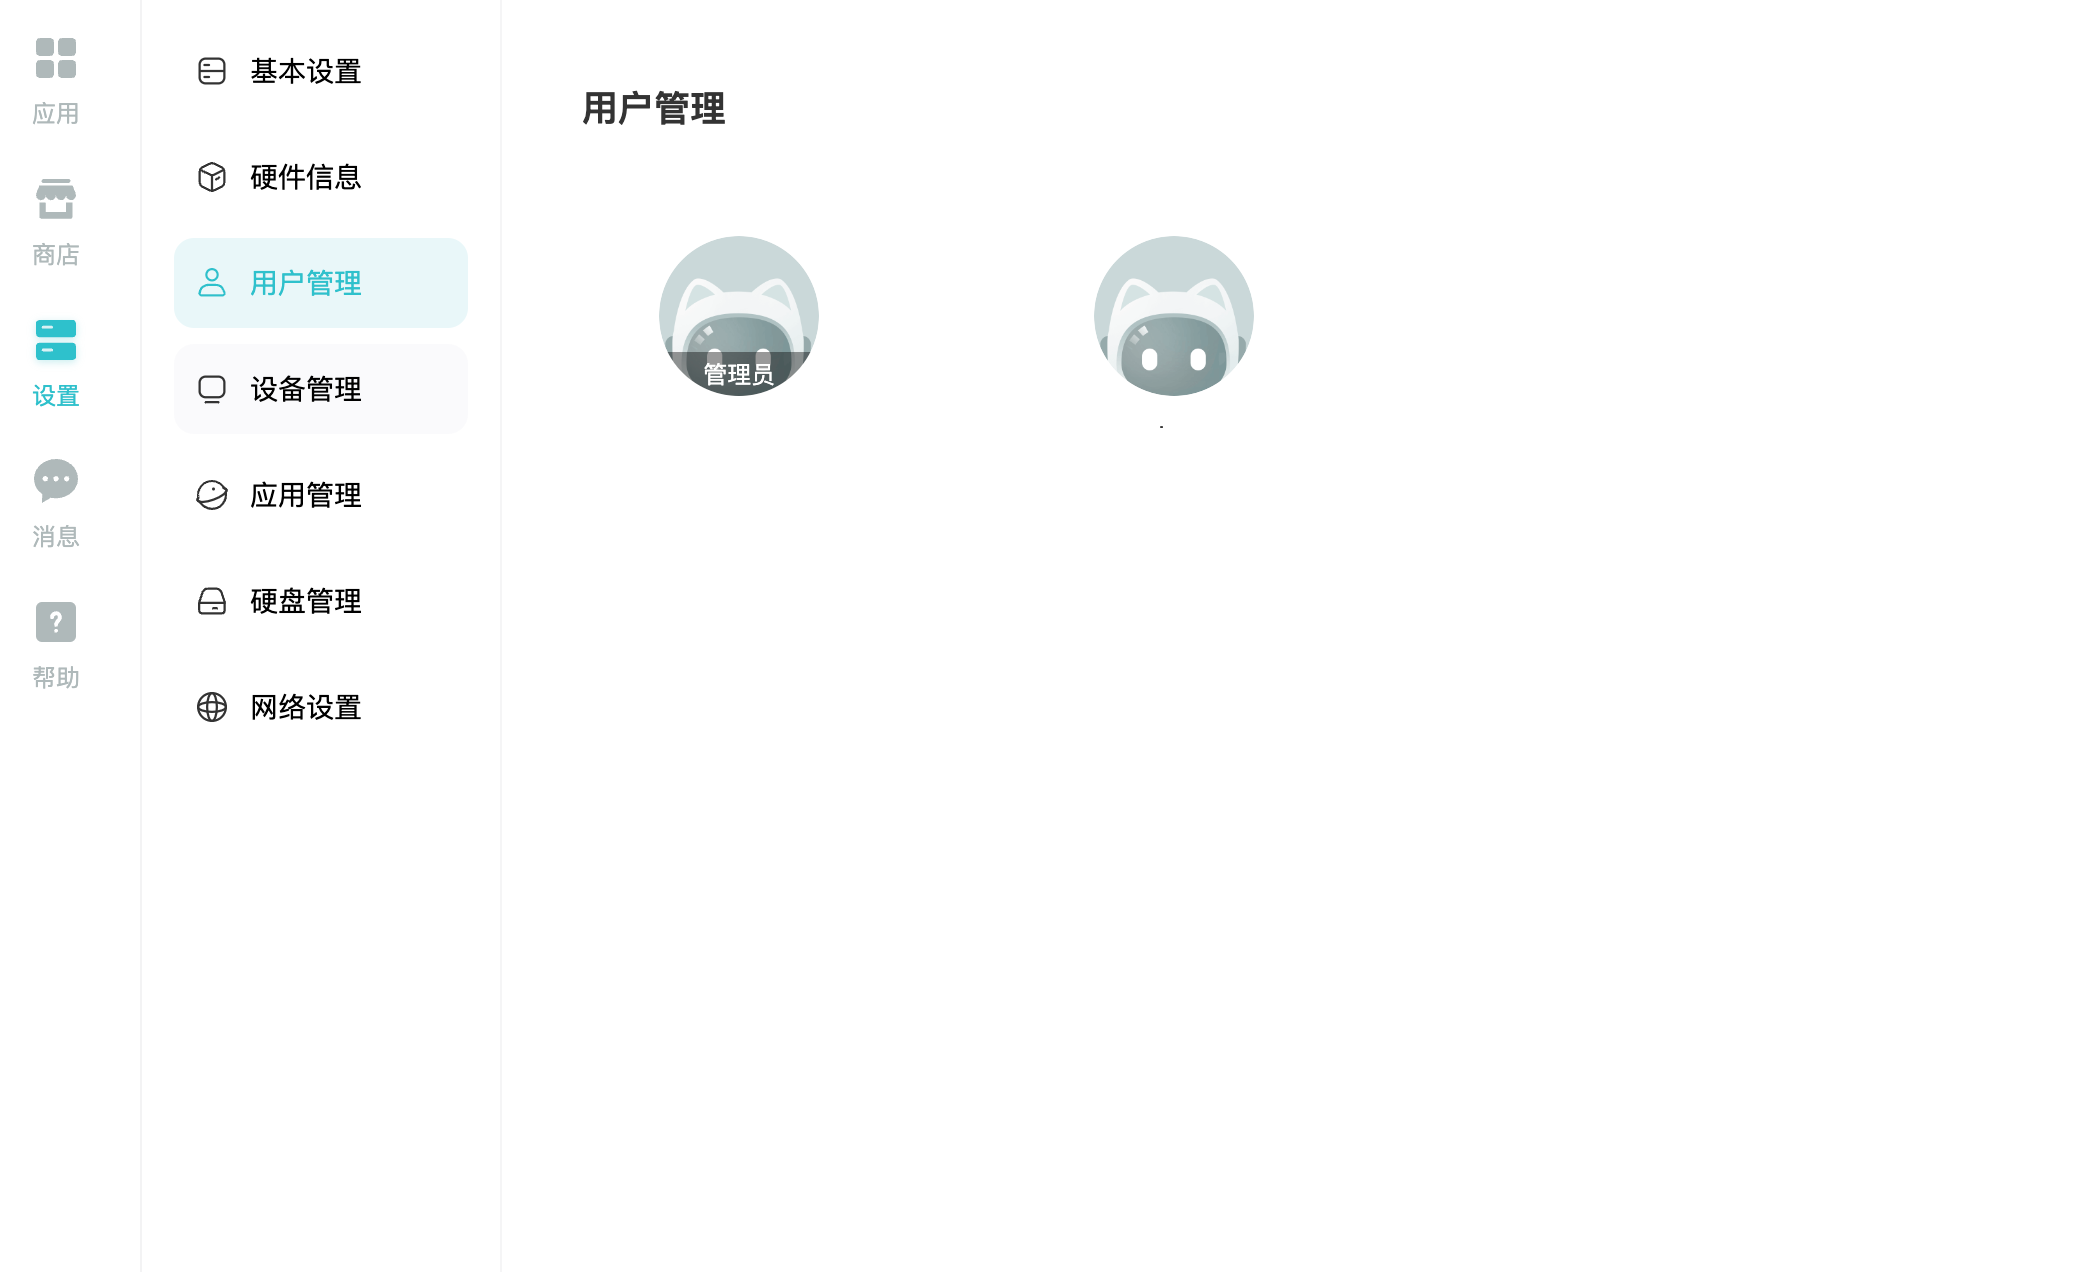 应用
商店
设置
消息
帮助
基本设置
硬件信息
用户管理
设备管理
应用管理
硬盘管理
网络设置
用户管理
管理员